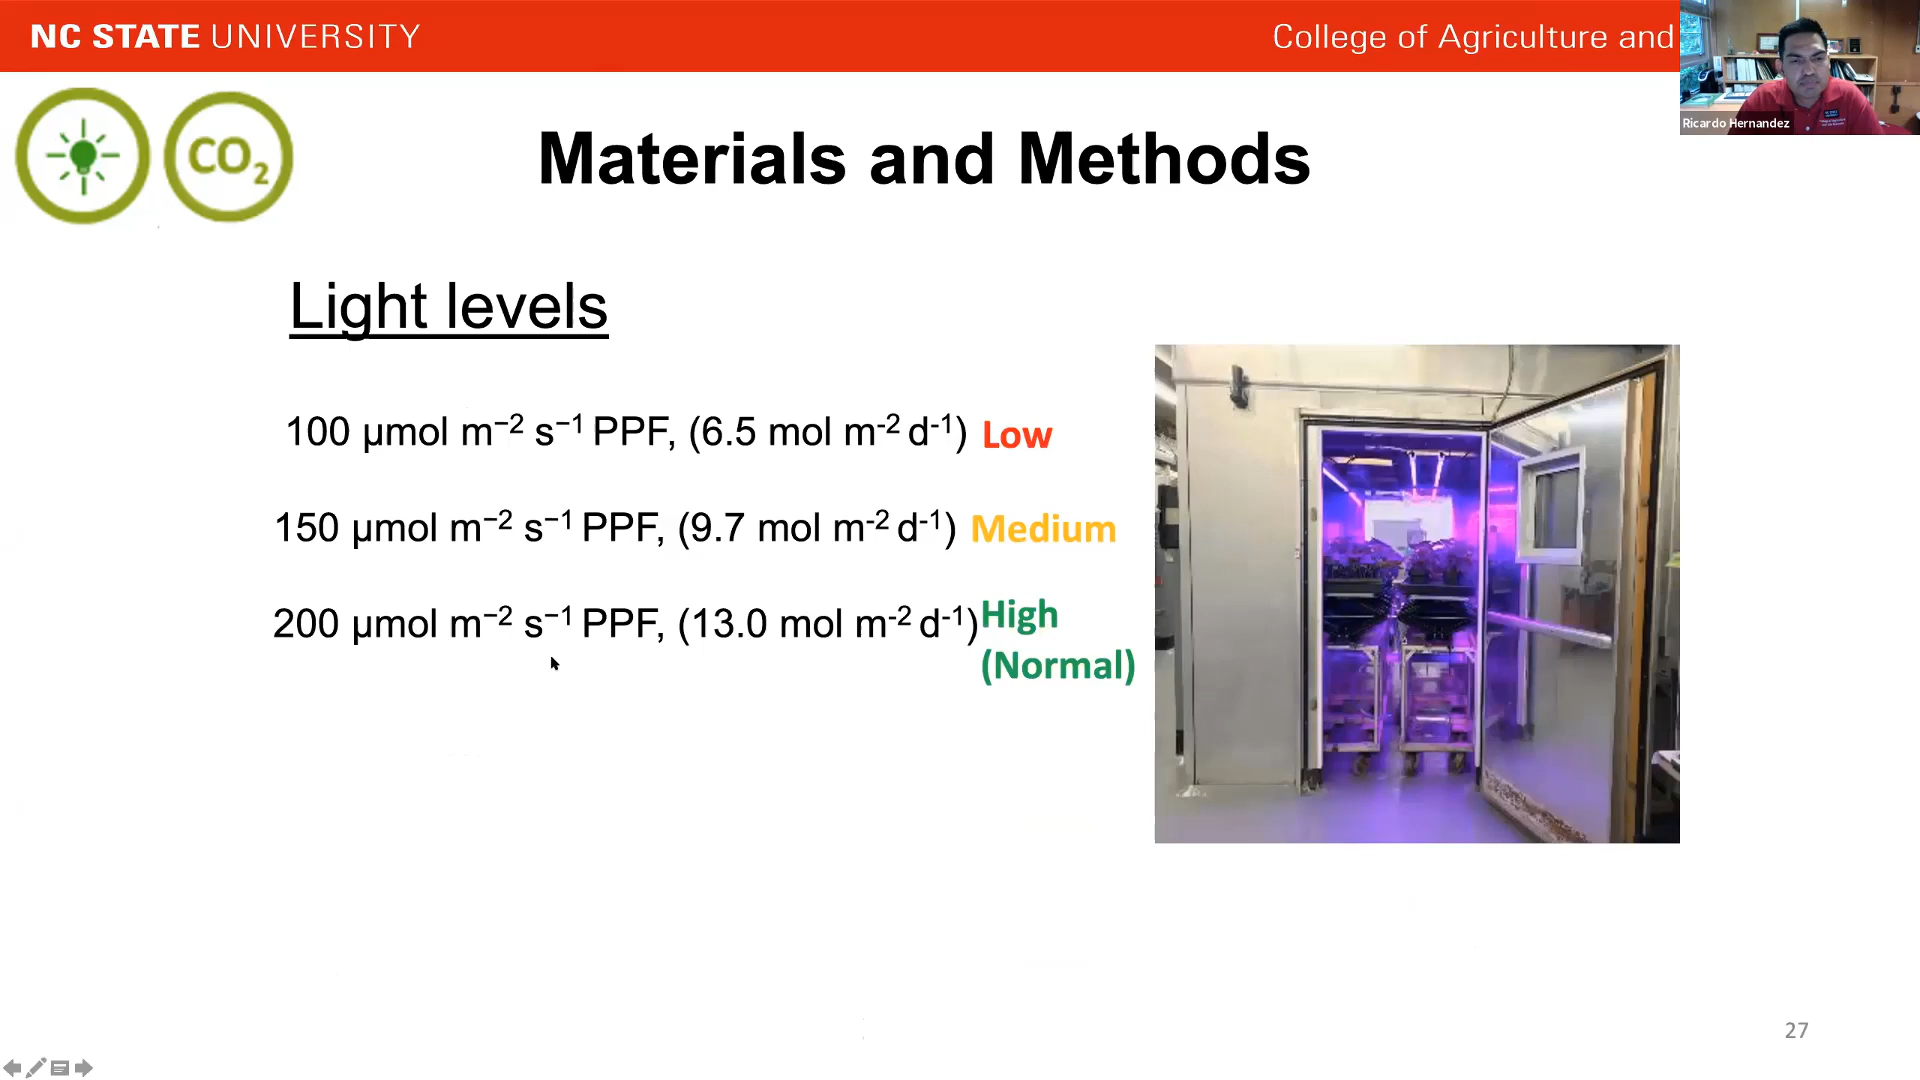 NC STATE UNIVERSITY
College of Agriculture and
Ricardo Hernandez
CO₂
Materials and Methods
Light levels
100 µmol m⁻² s⁻¹ PPF, (6.5 mol m⁻² d⁻¹) Low
150 µmol m⁻² s⁻¹ PPF, (9.7 mol m⁻² d⁻¹) Medium
200 µmol m⁻² s⁻¹ PPF, (13.0 mol m⁻² d⁻¹) High
(Normal)
27